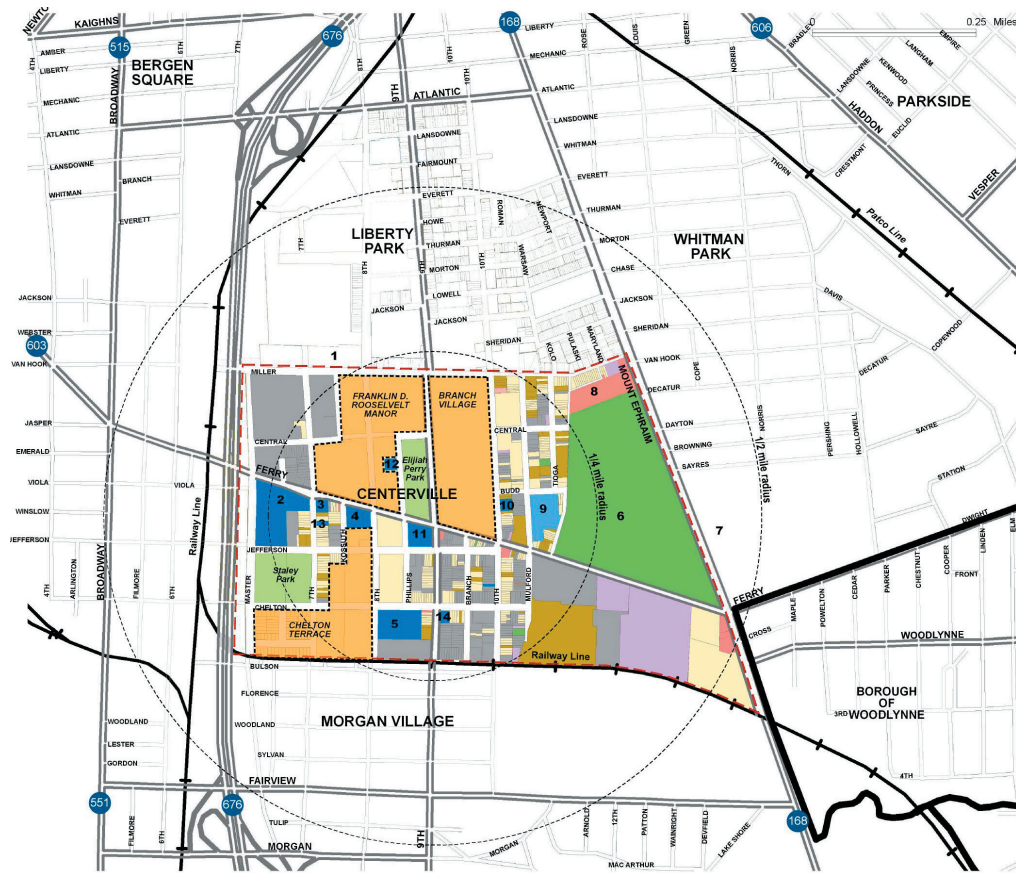 NEWTON
KAIGHNS
676
168
LIBERTY
606
BRADLEY
0
0.25 Miles
515
AMBER
LIBERTY
BERGEN
SQUARE
6TH
7TH
8TH
10TH
ROSE
LOUIS
GREEN
NORRIS
EMPIRE
LANGHAM
KENWOOD
LANSDOWNE
PRINCESS
PARKSIDE
4TH
BROADWAY
MECHANIC
MECHANIC
9TH
ATLANTIC
10TH
ATLANTIC
HADDON
EUCLID
ATLANTIC
LANSDOWNE
LANSDOWNE
WHITMAN
CRESTMONT
THORN
VESPER
LANSDOWNE
BRANCH
WHITMAN
FAIRMOUNT
EVERETT
EVERETT
HOWE
ROMAN
NEWPORT
THURMAN
Patco Line
LIBERTY
PARK
7TH
8TH
9TH
THURMAN
10TH
WARSAW
MORTON
WHITMAN
PARK
MORTON
CHASE
JACKSON
JACKSON
LOWELL
JACKSON
JACKSON
DAVIS
COPEWOOD
WEBSTER
603
VAN HOOK
SHERIDAN
KOLO
PULASKI
MARYLAND
SHERIDAN
VAN HOOK
COPE
DECATUR
1
MILLER
FRANKLIN D.
ROOSEVELT
MANOR
BRANCH
VILLAGE
8
MOUNT EPHRAIM
DECATUR
JASPER
CENTRAL
CENTRAL
DAYTON
NORRIS
PERSHING
HOLLOWELL
SAYRE
EMERALD
BROWNING
SAYRES
VIOLA
VIOLA
FERRY
12
Elijah
Perry
Park
TIOGA
1/4 mile radius
1/2 mile radius
STATION
CENTERVILLE
BUDD
WINSLOW
2
3
13
4
11
10
9
6
7
DWIGHT
ELM
JEFFERSON
JEFFERSON
Railway Line
KOSSUTH
LINDEN
COOPER
CHESTNUT
PARKER
CEDAR
POWELTON
MAPLE
FRONT
BROADWAY
ARLINGTON
FILMORE
6TH
MASTER
Staley
Park
7TH
8TH
PHILLIPS
BRANCH
10TH
MULFORD
FERRY
CHELTON
CHELTON
TERRACE
5
14
CROSS
WOODLYNNE
Railway Line
BULSON
FLORENCE
BOROUGH
OF
WOODLYNNE
3RD
WOODLAND
WOODLAND
MORGAN VILLAGE
LESTER
GORDON
SYLVAN
4TH
FAIRVIEW
551
676
168
FILMORE
6TH
TULIP
9TH
ARNOLD
12TH
PATTON
WAINRIGHT
DEVFIELD
LAKE SHORE
MORGAN
MORGAN
MAC ARTHUR